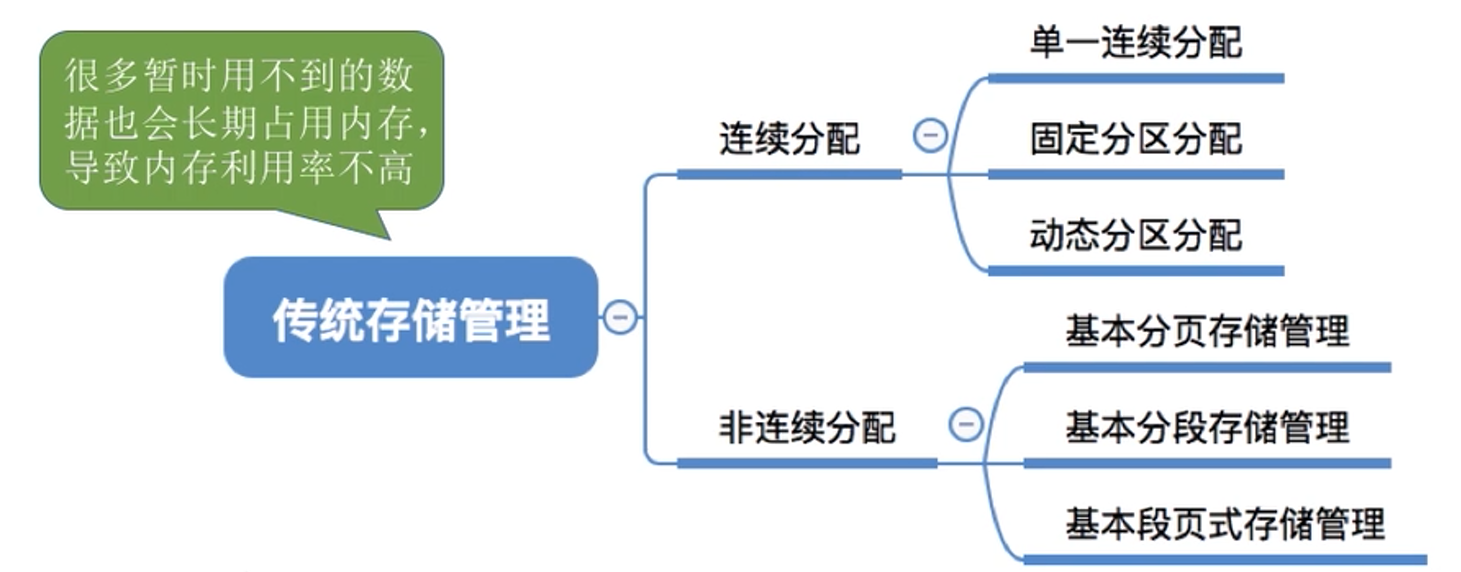 很多暂时用不到的数
据也会长期占用内存，
导致内存利用率不高
传统存储管理
连续分配
单一连续分配
固定分区分配
动态分区分配
非连续分配
基本分页存储管理
基本分段存储管理
基本段页式存储管理